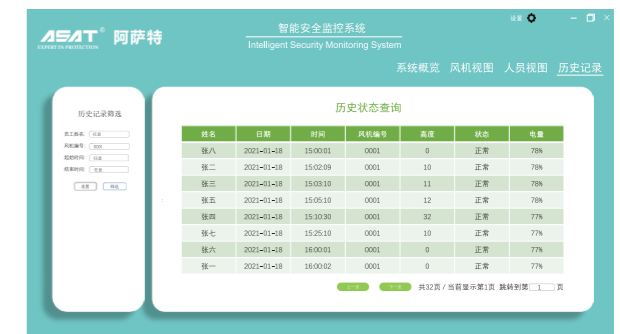 设置
ASAT® 阿萨特
EXPERT IN PROTECTION
智能安全监控系统
Intelligent Security Monitoring System
系统概览 风机视图 人员视图 历史记录
历史记录筛选
员工姓名:
风机编号: 0001
起始时间:
结束时间:
历史状态查询
姓名 日期 时间 风机编号 高度 状态 电量
张八 2021-01-18 15:00:01 0001 0 正常 78%
张二 2021-01-18 15:02:09 0001 10 正常 78%
张三 2021-01-18 15:03:10 0001 11 正常 78%
张五 2021-01-18 15:05:10 0001 12 正常 78%
张四 2021-01-18 15:10:30 0001 32 正常 77%
张七 2021-01-18 15:25:10 0001 10 正常 77%
张六 2021-01-18 16:00:01 0001 0 正常 77%
张一 2021-01-18 16:00:02 0001 0 正常 77%
上一页 下一页 共32页 / 当前显示第1页 跳转到第 1 页